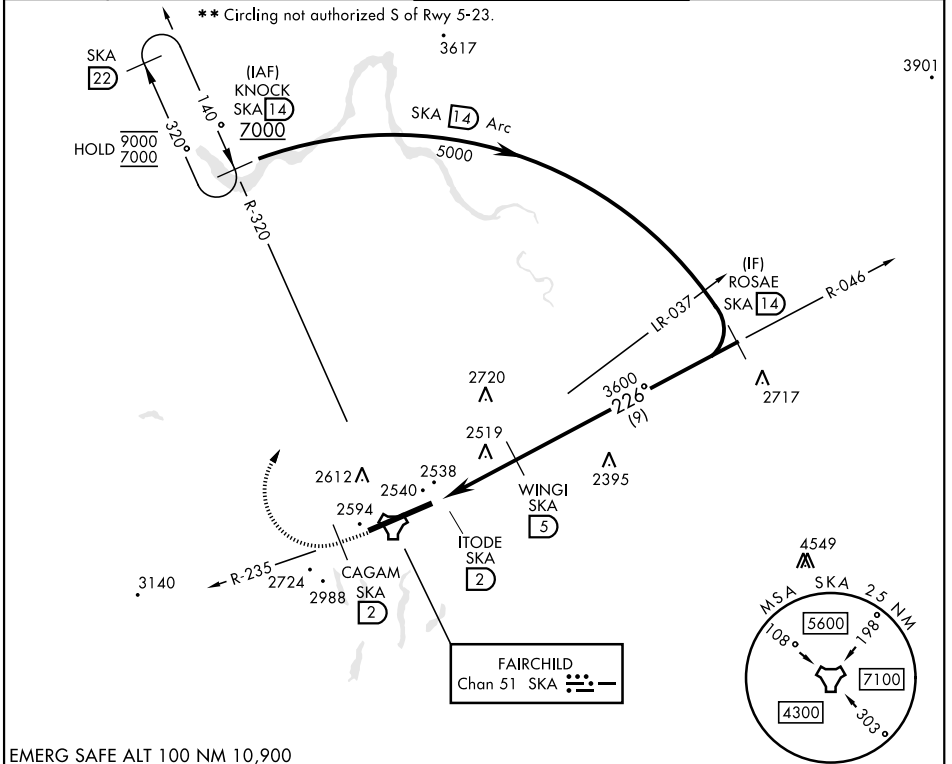 ** Circling not authorized S of Rwy 5-23.
3617
3901
SKA
22
(IAF)
KNOCK
SKA 14
7000
140°
320°
HOLD 9000
7000
SKA 14 Arc
5000
R-320
(IF)
ROSAE
SKA 14
R-046
LR-037
2720
3600
226°
(9)
2717
2519
2538
2612
2540
2395
2594
WINGI
SKA
5
ITODE
SKA
2
R-235
CAGAM
SKA
2
3140
2724
2988
4549
FAIRCHILD
Chan 51 SKA
MSA SKA 25 NM
108°
5600
198°
7100
4300
303°
EMERG SAFE ALT 100 NM 10,900